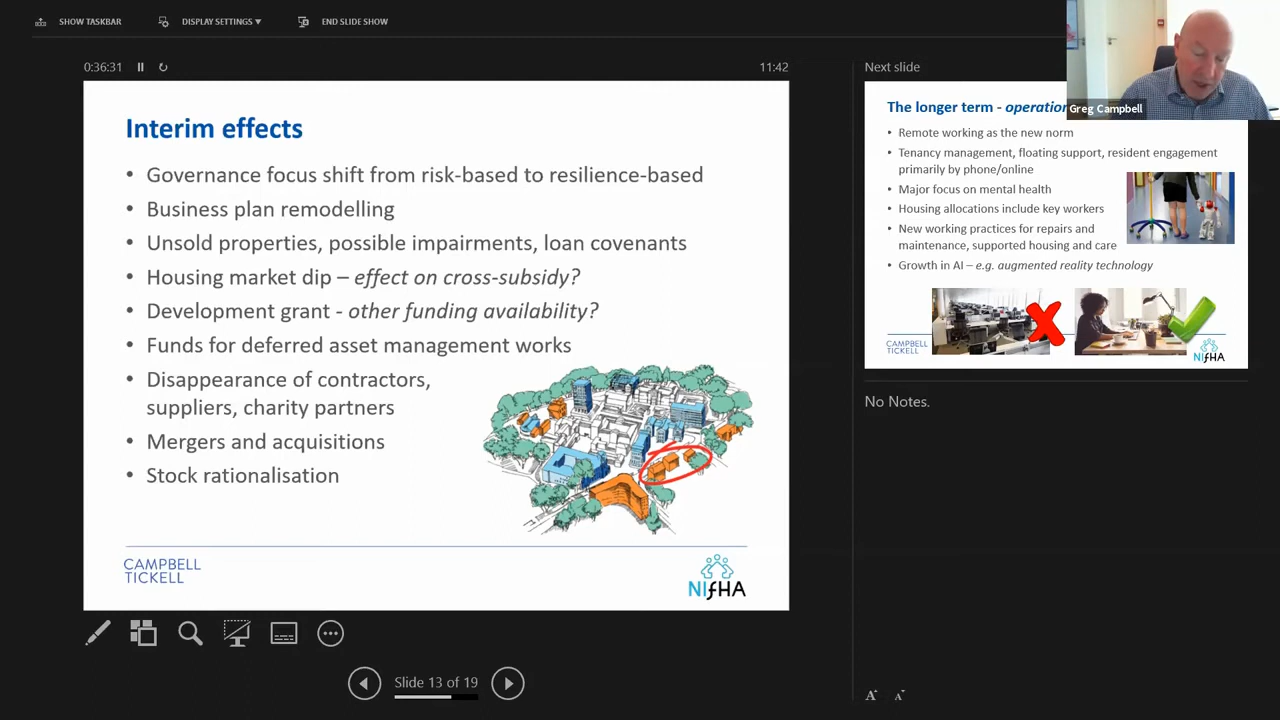 SHOW TASKBAR
DISPLAY SETTINGS ▼
END SLIDE SHOW
0:36:31
11:42
Interim effects
• Governance focus shift from risk-based to resilience-based
• Business plan remodelling
• Unsold properties, possible impairments, loan covenants
• Housing market dip – effect on cross-subsidy?
• Development grant - other funding availability?
• Funds for deferred asset management works
• Disappearance of contractors,
suppliers, charity partners
• Mergers and acquisitions
• Stock rationalisation
CAMPBELL
TICKELL
NIfHA
Slide 13 of 19
Next slide
Greg Campbell
The longer term - operation
• Remote working as the new norm
• Tenancy management, floating support, resident engagement
primarily by phone/online
• Major focus on mental health
• Housing allocations include key workers
• New working practices for repairs and
maintenance, supported housing and care
• Growth in AI – e.g. augmented reality technology
CAMPBELL
TICKELL
NIfHA
No Notes.
A
A